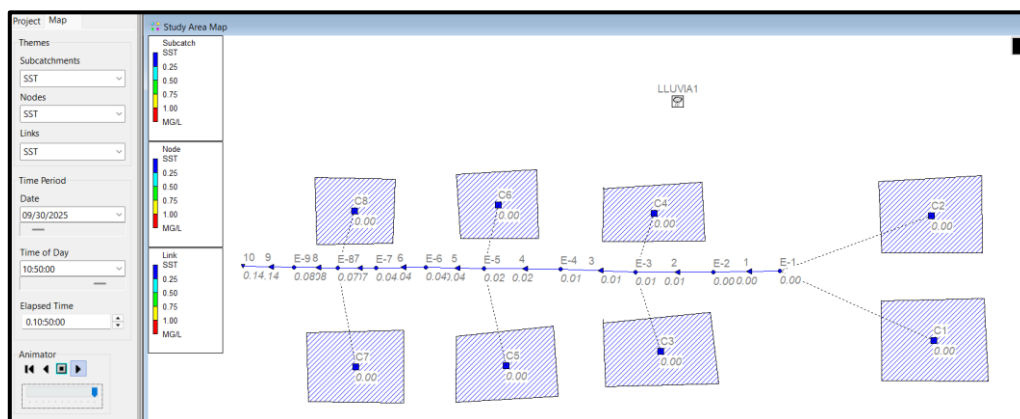 Project Map
Themes
Subcatchments
SST
Nodes
SST
Links
SST
Time Period
Date
09/30/2025
Time of Day
10:50:00
Elapsed Time
0.10:50:00
Animator
Study Area Map
Subcatch
SST
0.25
0.50
0.75
1.00
MG/L
Node
SST
0.25
0.50
0.75
1.00
MG/L
Link
SST
0.25
0.50
0.75
1.00
MG/L
LLUVIA1
C8
0.00
C6
0.00
C4
0.00
C2
0.00
10 9 E-9 8 E-8 7 E-7 6 E-6 5 E-5 4 E-4 3 E-3 2 E-2 1 E-1
0.14 .14 0.04 .04 0.04 .04 0.02 0.02 0.01 0.01 0.01 0.01 0.00 0.00 0.00
C7
0.00
C5
0.00
C3
0.00
C1
0.00